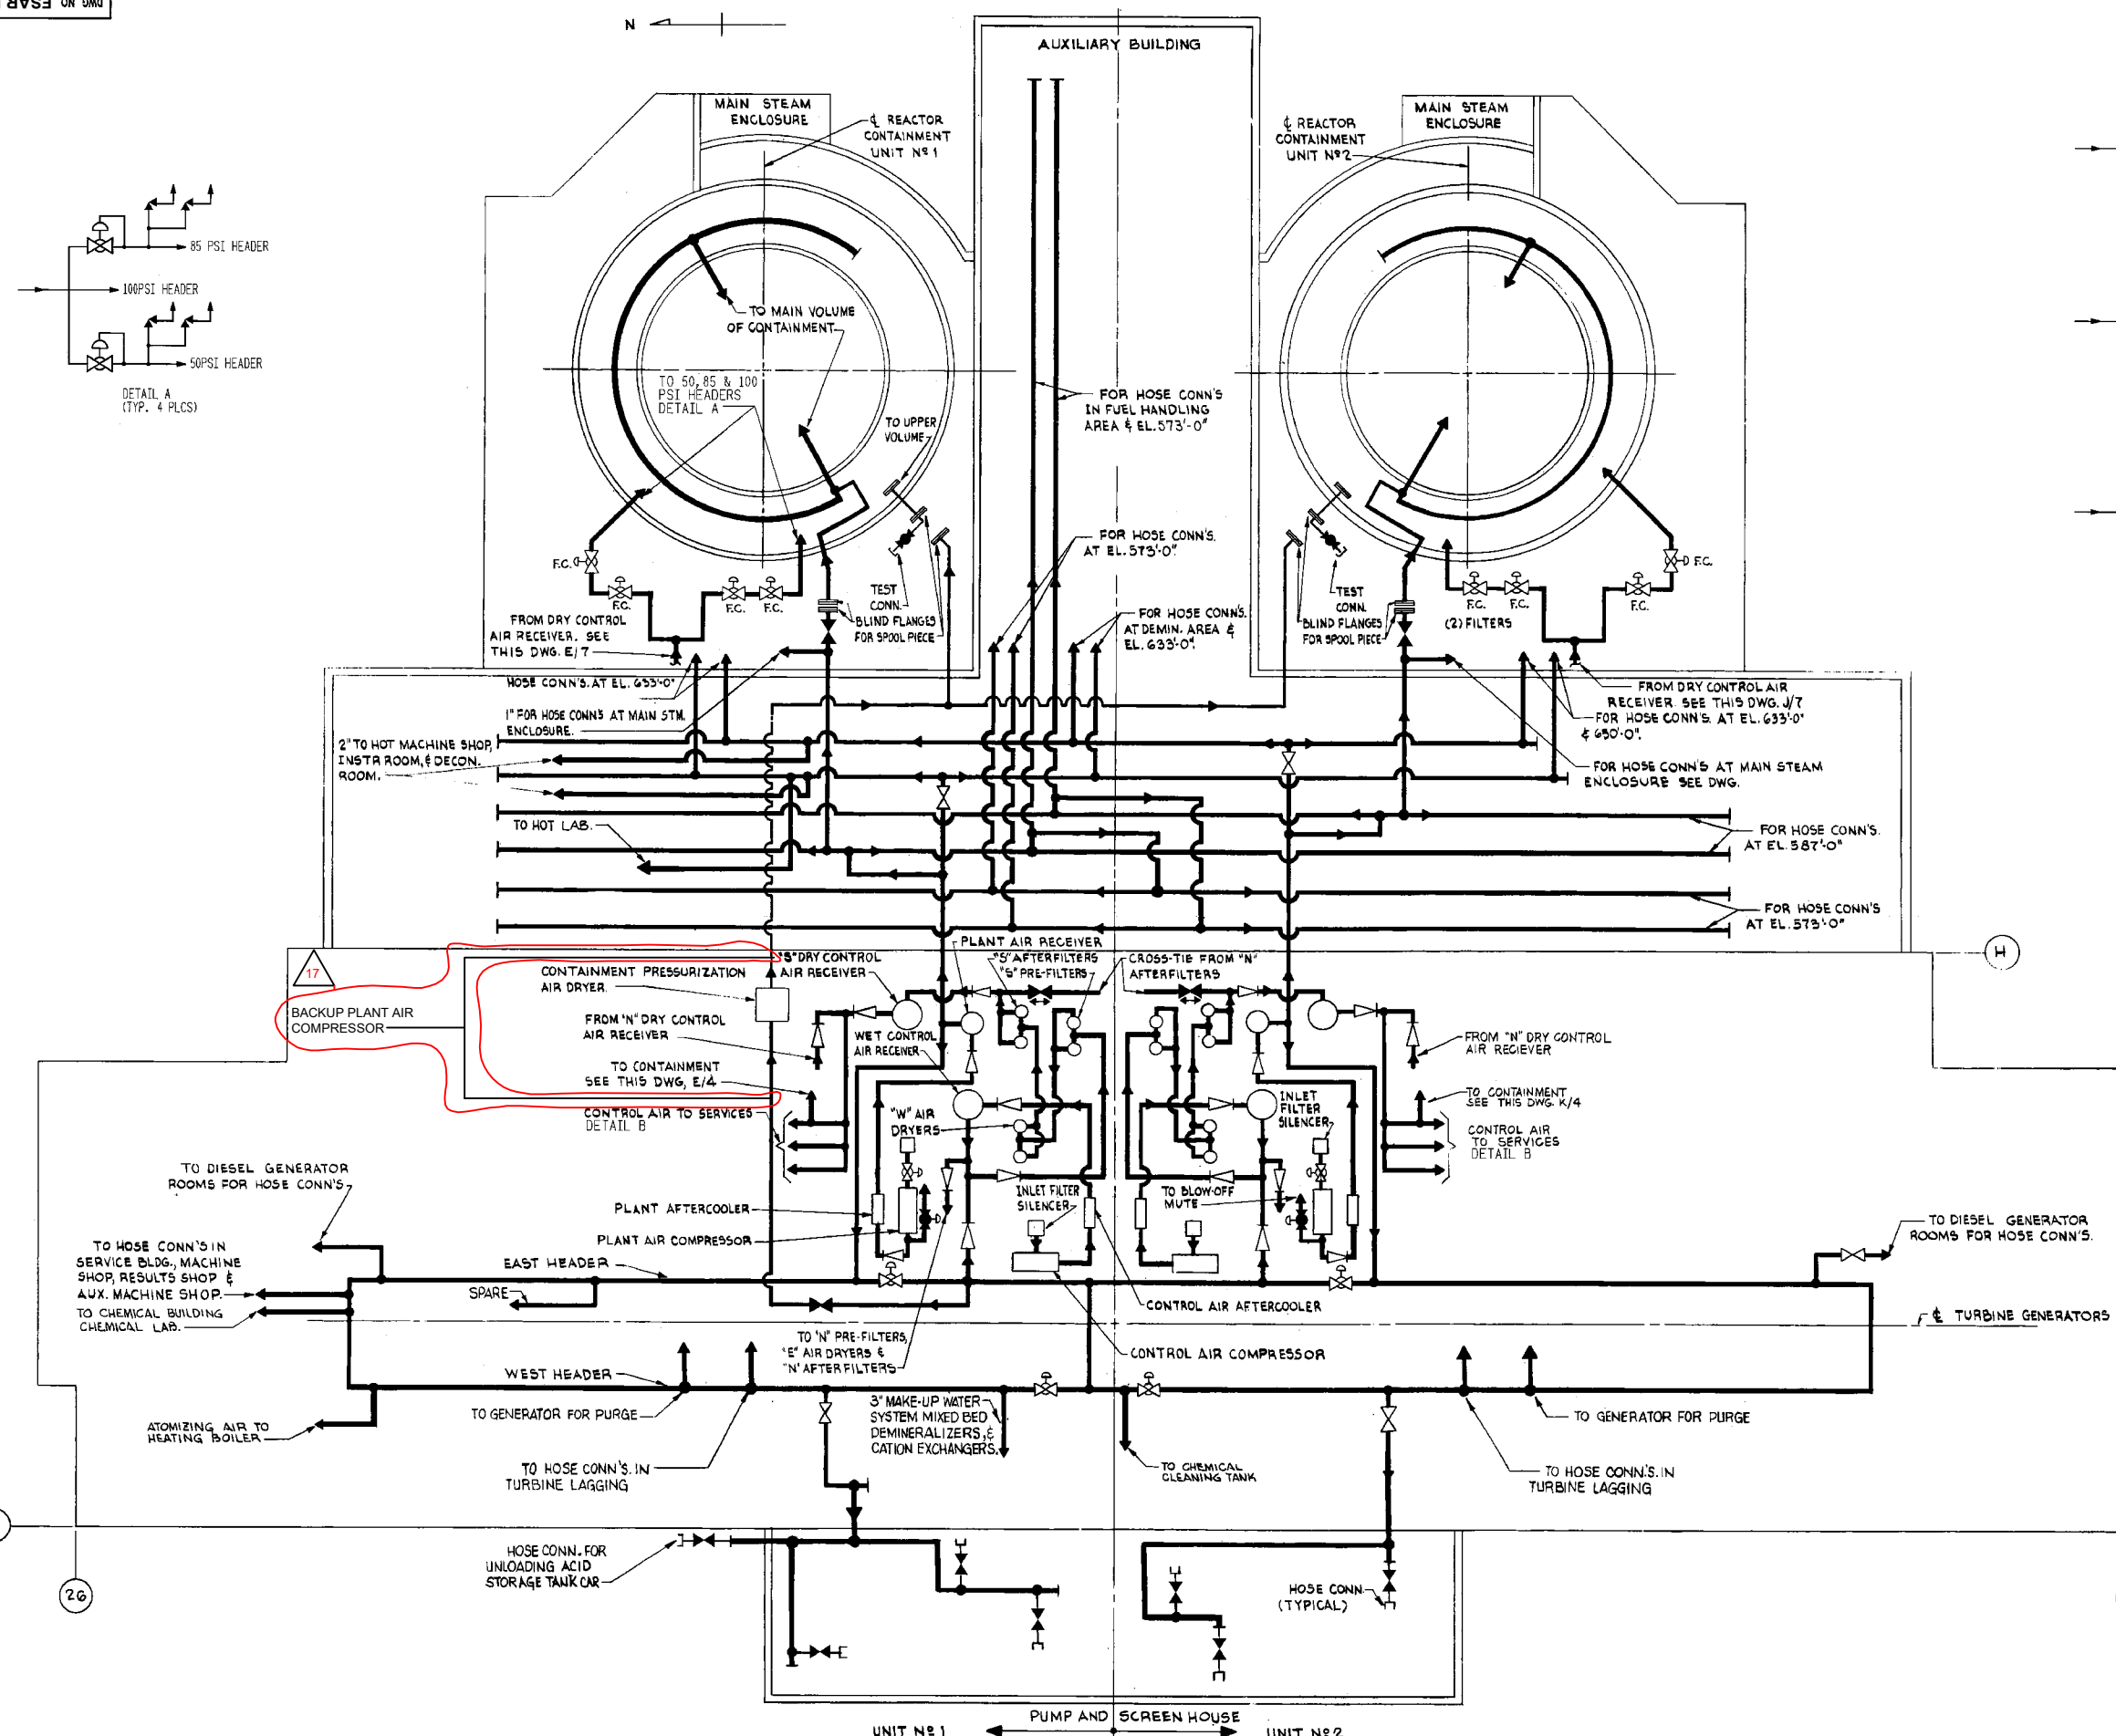 DWG NO FSAR
N
AUXILIARY BUILDING
MAIN STEAM
ENCLOSURE
℄ REACTOR
CONTAINMENT
UNIT Nº 1
℄ REACTOR
CONTAINMENT
UNIT Nº2
MAIN STEAM
ENCLOSURE
85 PSI HEADER
100PSI HEADER
50PSI HEADER
DETAIL A
(TYP. 4 PLCS)
TO MAIN VOLUME
OF CONTAINMENT
TO 50, 85 & 100
PSI HEADERS
DETAIL A
TO UPPER
VOLUME
FOR HOSE CONN'S
IN FUEL HANDLING
AREA & EL.573'-0"
FOR HOSE CONN'S.
AT EL.573'-0"
F.C.
F.C.
F.C.
F.C.
TEST
CONN.
BLIND FLANGES
FOR SPOOL PIECE
FROM DRY CONTROL
AIR RECEIVER. SEE
THIS DWG. E/7
FOR HOSE CONN'S.
AT DEMIN. AREA &
EL.633'-0".
TEST
CONN.
BLIND FLANGES
FOR SPOOL PIECE
F.C.
F.C.
F.C.
F.C.
(2) FILTERS
HOSE CONN'S. AT EL. 633'-0"
1" FOR HOSE CONN'S AT MAIN STM.
ENCLOSURE.
2" TO HOT MACHINE SHOP,
INSTR ROOM, & DECON.
ROOM.
TO HOT LAB.
FROM DRY CONTROL AIR
RECEIVER. SEE THIS DWG. J/7
FOR HOSE CONN'S. AT EL. 633'-0"
& 650'-0".
FOR HOSE CONN'S AT MAIN STEAM
ENCLOSURE SEE DWG.
FOR HOSE CONN'S.
AT EL. 587'-0"
FOR HOSE CONN'S
AT EL.573'-0"
H
17
BACKUP PLANT AIR
COMPRESSOR
CONTAINMENT PRESSURIZATION
AIR DRYER.
"S" DRY CONTROL
AIR RECEIVER
PLANT AIR RECEIVER
"S" AFTERFILTERS
"S" PRE-FILTERS
CROSS-TIE FROM "N"
AFTERFILTERS
FROM "N" DRY CONTROL
AIR RECEIVER
WET CONTROL
AIR RECEIVER
TO CONTAINMENT
SEE THIS DWG, E/4
CONTROL AIR TO SERVICES
DETAIL B
"W" AIR
DRYERS
INLET
FILTER
SILENCER
FROM "N" DRY CONTROL
AIR RECIEVER
TO CONTAINMENT
SEE THIS DWG. K/4
CONTROL AIR
TO SERVICES
DETAIL B
TO DIESEL GENERATOR
ROOMS FOR HOSE CONN'S
PLANT AFTERCOOLER
PLANT AIR COMPRESSOR
INLET FILTER
SILENCER
TO BLOW-OFF
MUTE
TO DIESEL GENERATOR
ROOMS FOR HOSE CONN'S.
TO HOSE CONN'S IN
SERVICE BLDG., MACHINE
SHOP, RESULTS SHOP &
AUX. MACHINE SHOP.
TO CHEMICAL BUILDING
CHEMICAL LAB.
EAST HEADER
SPARE
CONTROL AIR AFTERCOOLER
℄ TURBINE GENERATORS
TO "N" PRE-FILTERS,
"E" AIR DRYERS &
"N" AFTERFILTERS
CONTROL AIR COMPRESSOR
WEST HEADER
TO GENERATOR FOR PURGE
3" MAKE-UP WATER
SYSTEM MIXED BED
DEMINERALIZERS, &
CATION EXCHANGERS.
TO GENERATOR FOR PURGE
ATOMIZING AIR TO
HEATING BOILER
TO HOSE CONN'S. IN
TURBINE LAGGING
TO CHEMICAL
CLEANING TANK
TO HOSE CONN'S. IN
TURBINE LAGGING
HOSE CONN. FOR
UNLOADING ACID
STORAGE TANK CAR
26
HOSE CONN.
(TYPICAL)
PUMP AND SCREEN HOUSE
UNIT Nº 1
UNIT Nº2